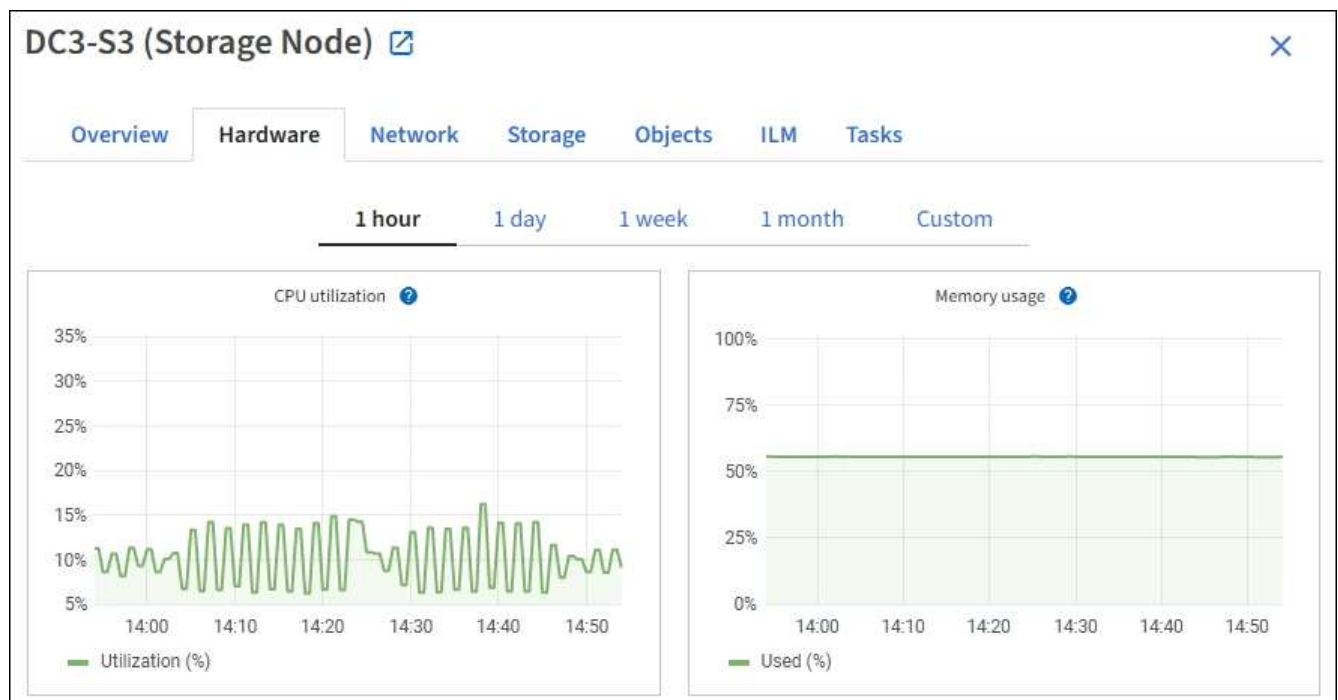 DC3-S3 (Storage Node)
Overview Hardware Network Storage Objects ILM Tasks
1 hour 1 day 1 week 1 month Custom
CPU utilization ?
35%
30%
25%
20%
15%
10%
5%
14:00 14:10 14:20 14:30 14:40 14:50
Utilization (%)
Memory usage ?
100%
75%
50%
25%
0%
14:00 14:10 14:20 14:30 14:40 14:50
Used (%)